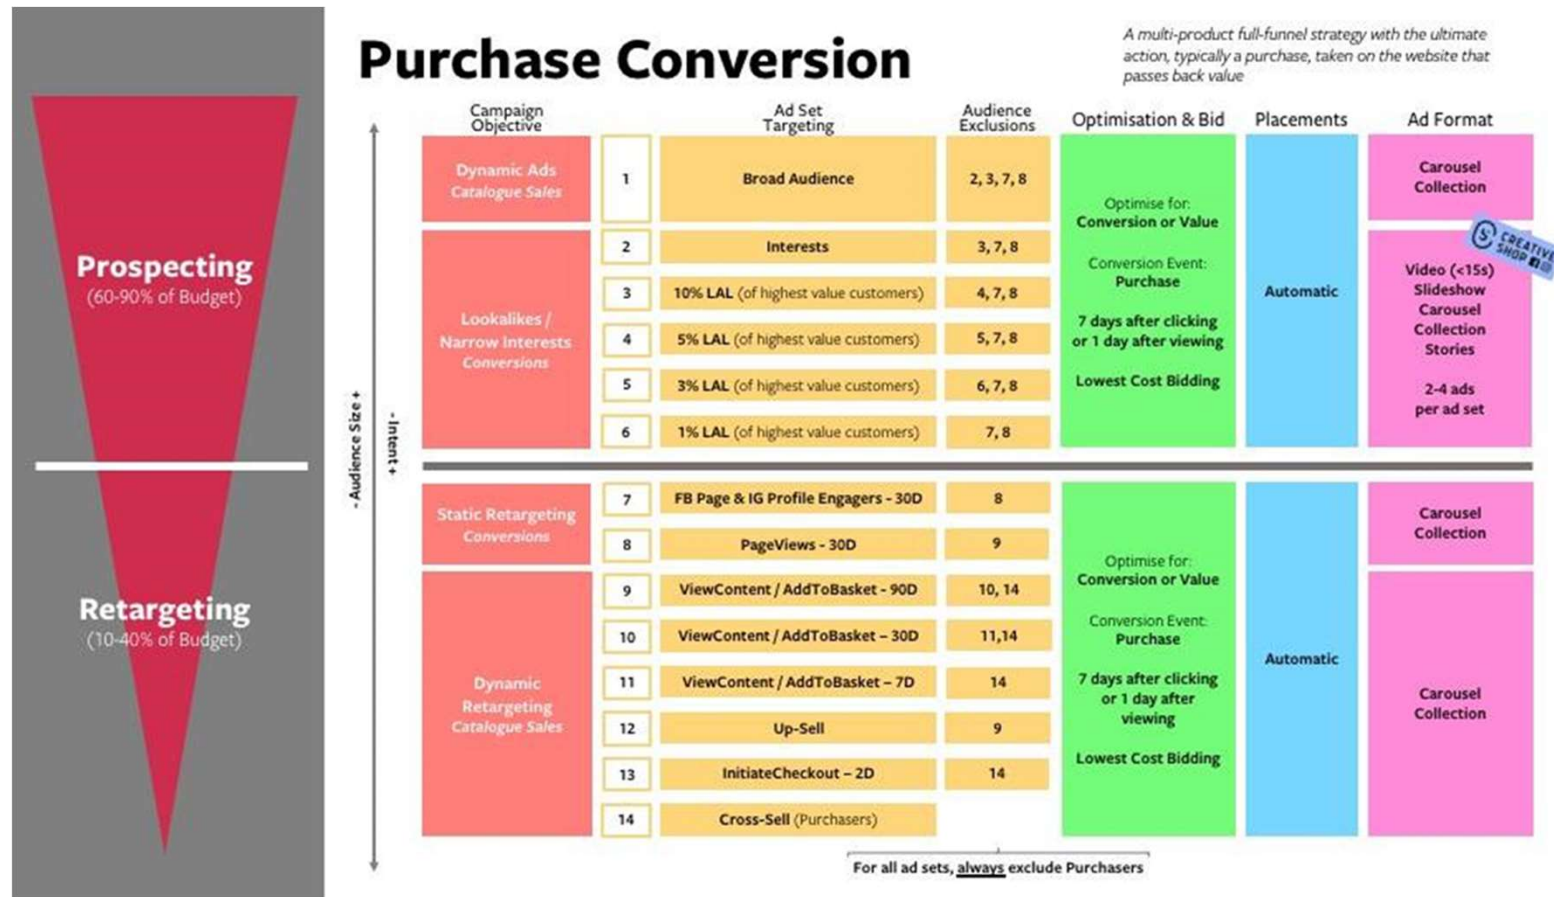 Purchase Conversion
A multi-product full-funnel strategy with the ultimate
action, typically a purchase, taken on the website that
passes back value
Campaign
Objective
Ad Set
Targeting
Audience
Exclusions
Optimisation & Bid
Placements
Ad Format
Prospecting
(60-90% of Budget)
- Audience Size +
- Intent +
Dynamic Ads
Catalogue Sales
1
Broad Audience
2, 3, 7, 8
Lookalikes /
Narrow Interests
Conversions
2
Interests
3, 7, 8
3
10% LAL (of highest value customers)
4, 7, 8
4
5% LAL (of highest value customers)
5, 7, 8
5
3% LAL (of highest value customers)
6, 7, 8
6
1% LAL (of highest value customers)
7, 8
Optimise for:
Conversion or Value
Conversion Event:
Purchase
7 days after clicking
or 1 day after viewing
Lowest Cost Bidding
Automatic
Carousel
Collection
CREATIVE
SHOP
Video (<15s)
Slideshow
Carousel
Collection
Stories
2-4 ads
per ad set
Retargeting
(10-40% of Budget)
Static Retargeting
Conversions
7
FB Page & IG Profile Engagers - 30D
8
8
PageViews - 30D
9
Dynamic
Retargeting
Catalogue Sales
9
ViewContent / AddToBasket - 90D
10, 14
10
ViewContent / AddToBasket – 30D
11,14
11
ViewContent / AddToBasket – 7D
14
12
Up-Sell
9
13
InitiateCheckout – 2D
14
14
Cross-Sell (Purchasers)
Optimise for:
Conversion or Value
Conversion Event:
Purchase
7 days after clicking
or 1 day after
viewing
Lowest Cost Bidding
Automatic
Carousel
Collection
Carousel
Collection
For all ad sets, always exclude Purchasers